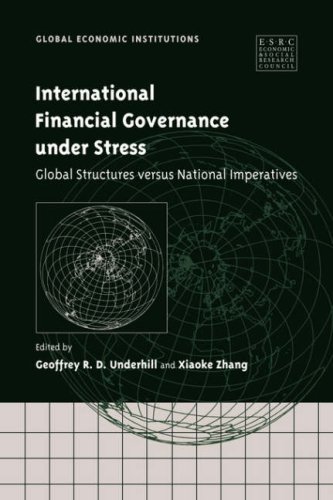 GLOBAL ECONOMIC INSTITUTIONS
E·S·R·C
ECONOMIC
& SOCIAL
RESEARCH
COUNCIL
International
Financial Governance
under Stress
Global Structures versus National Imperatives
Edited by
Geoffrey R. D. Underhill and Xiaoke Zhang